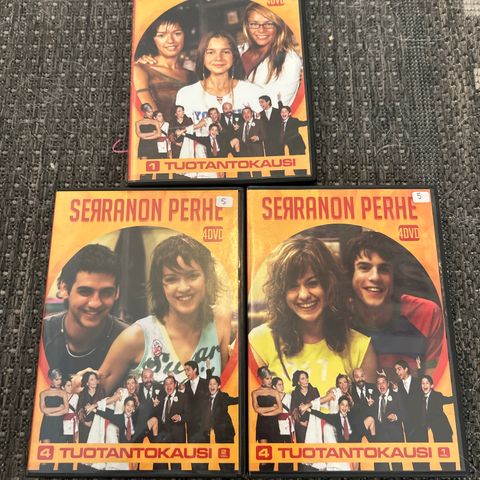 4DVD
1 TUOTANTOKAUSI
SERRANON PERHE
S
4DVD
4 TUOTANTOKAUSI
SERRANON PERHE
S
4DVD
4 TUOTANTOKAUSI 1